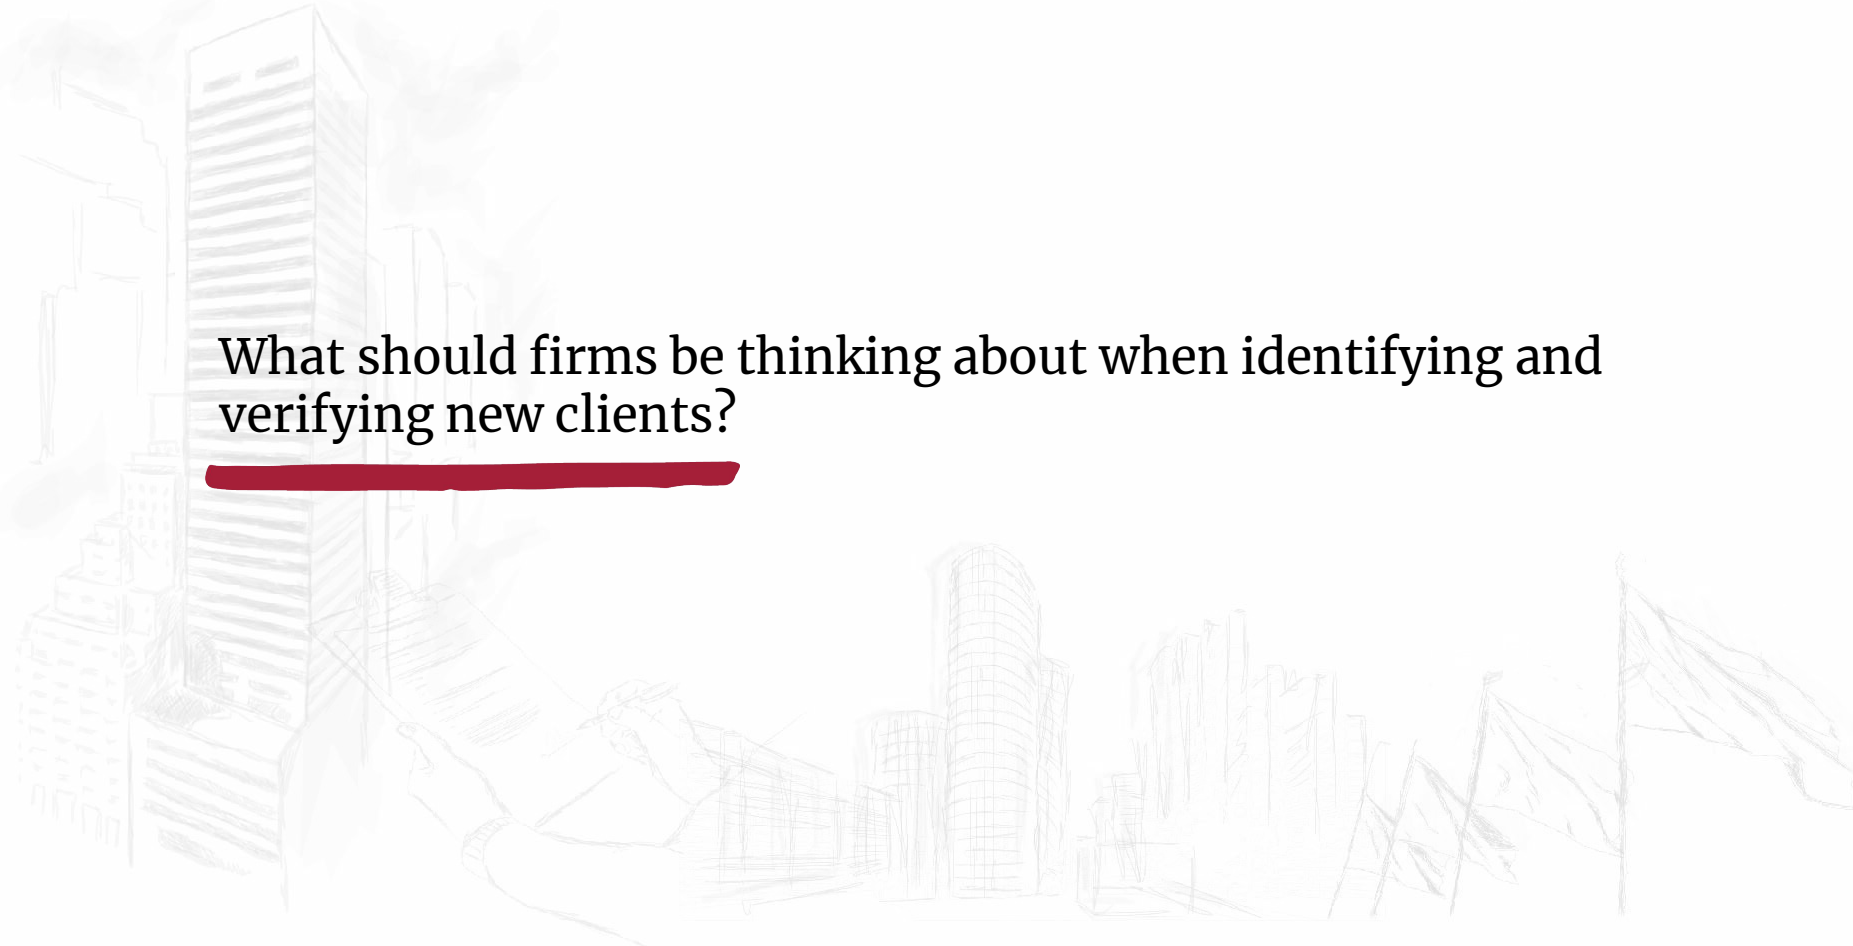 What should firms be thinking about when identifying and
verifying new clients?